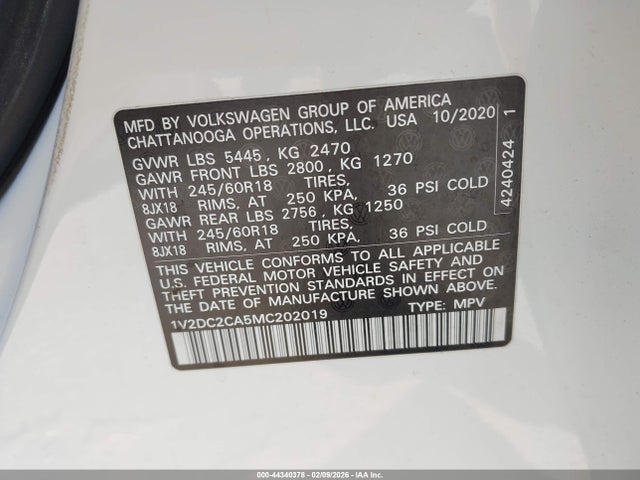 MFD BY VOLKSWAGEN GROUP OF AMERICA
CHATTANOOGA OPERATIONS, LLC. USA 10/2020
GVWR LBS 5445, KG 2470
GAWR FRONT LBS 2800, KG 1270
WITH 245/60R18 TIRES,
8JX18 RIMS, AT 250 KPA, 36 PSI COLD
GAWR REAR LBS 2756, KG 1250
WITH 245/60R18 TIRES,
8JX18 RIMS, AT 250 KPA, 36 PSI COLD
THIS VEHICLE CONFORMS TO ALL APPLICABLE
U.S. FEDERAL MOTOR VEHICLE SAFETY AND
THEFT PREVENTION STANDARDS IN EFFECT ON
THE DATE OF MANUFACTURE SHOWN ABOVE.
1V2DC2CA5MC202019 TYPE: MPV
4240424 1
000-44340378 - 02/09/2026 - IAA Inc.